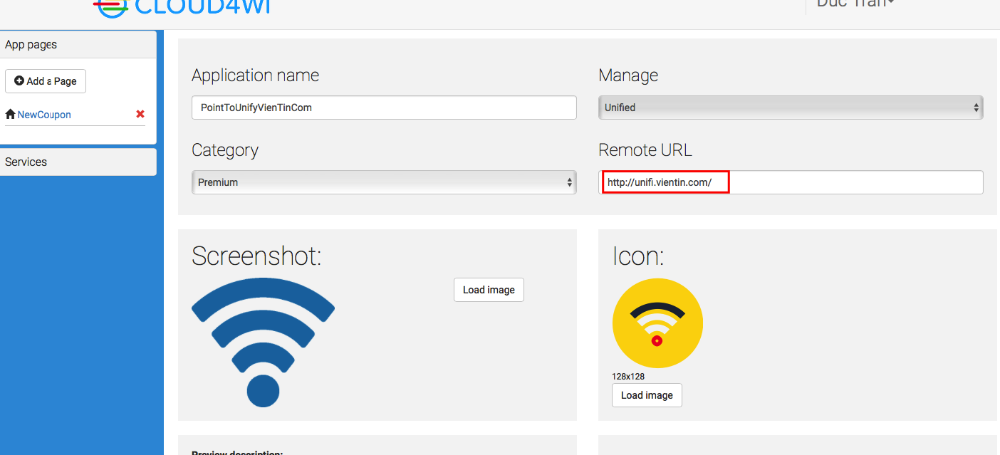 CLOUD4WI
Duc Tran
App pages
Add a Page
NewCoupon
Services
Application name
PointToUnifyVienTinCom
Manage
Unified
Category
Premium
Remote URL
http://unifi.vientin.com/
Screenshot:
Load image
Icon:
128x128
Load image
Preview description: